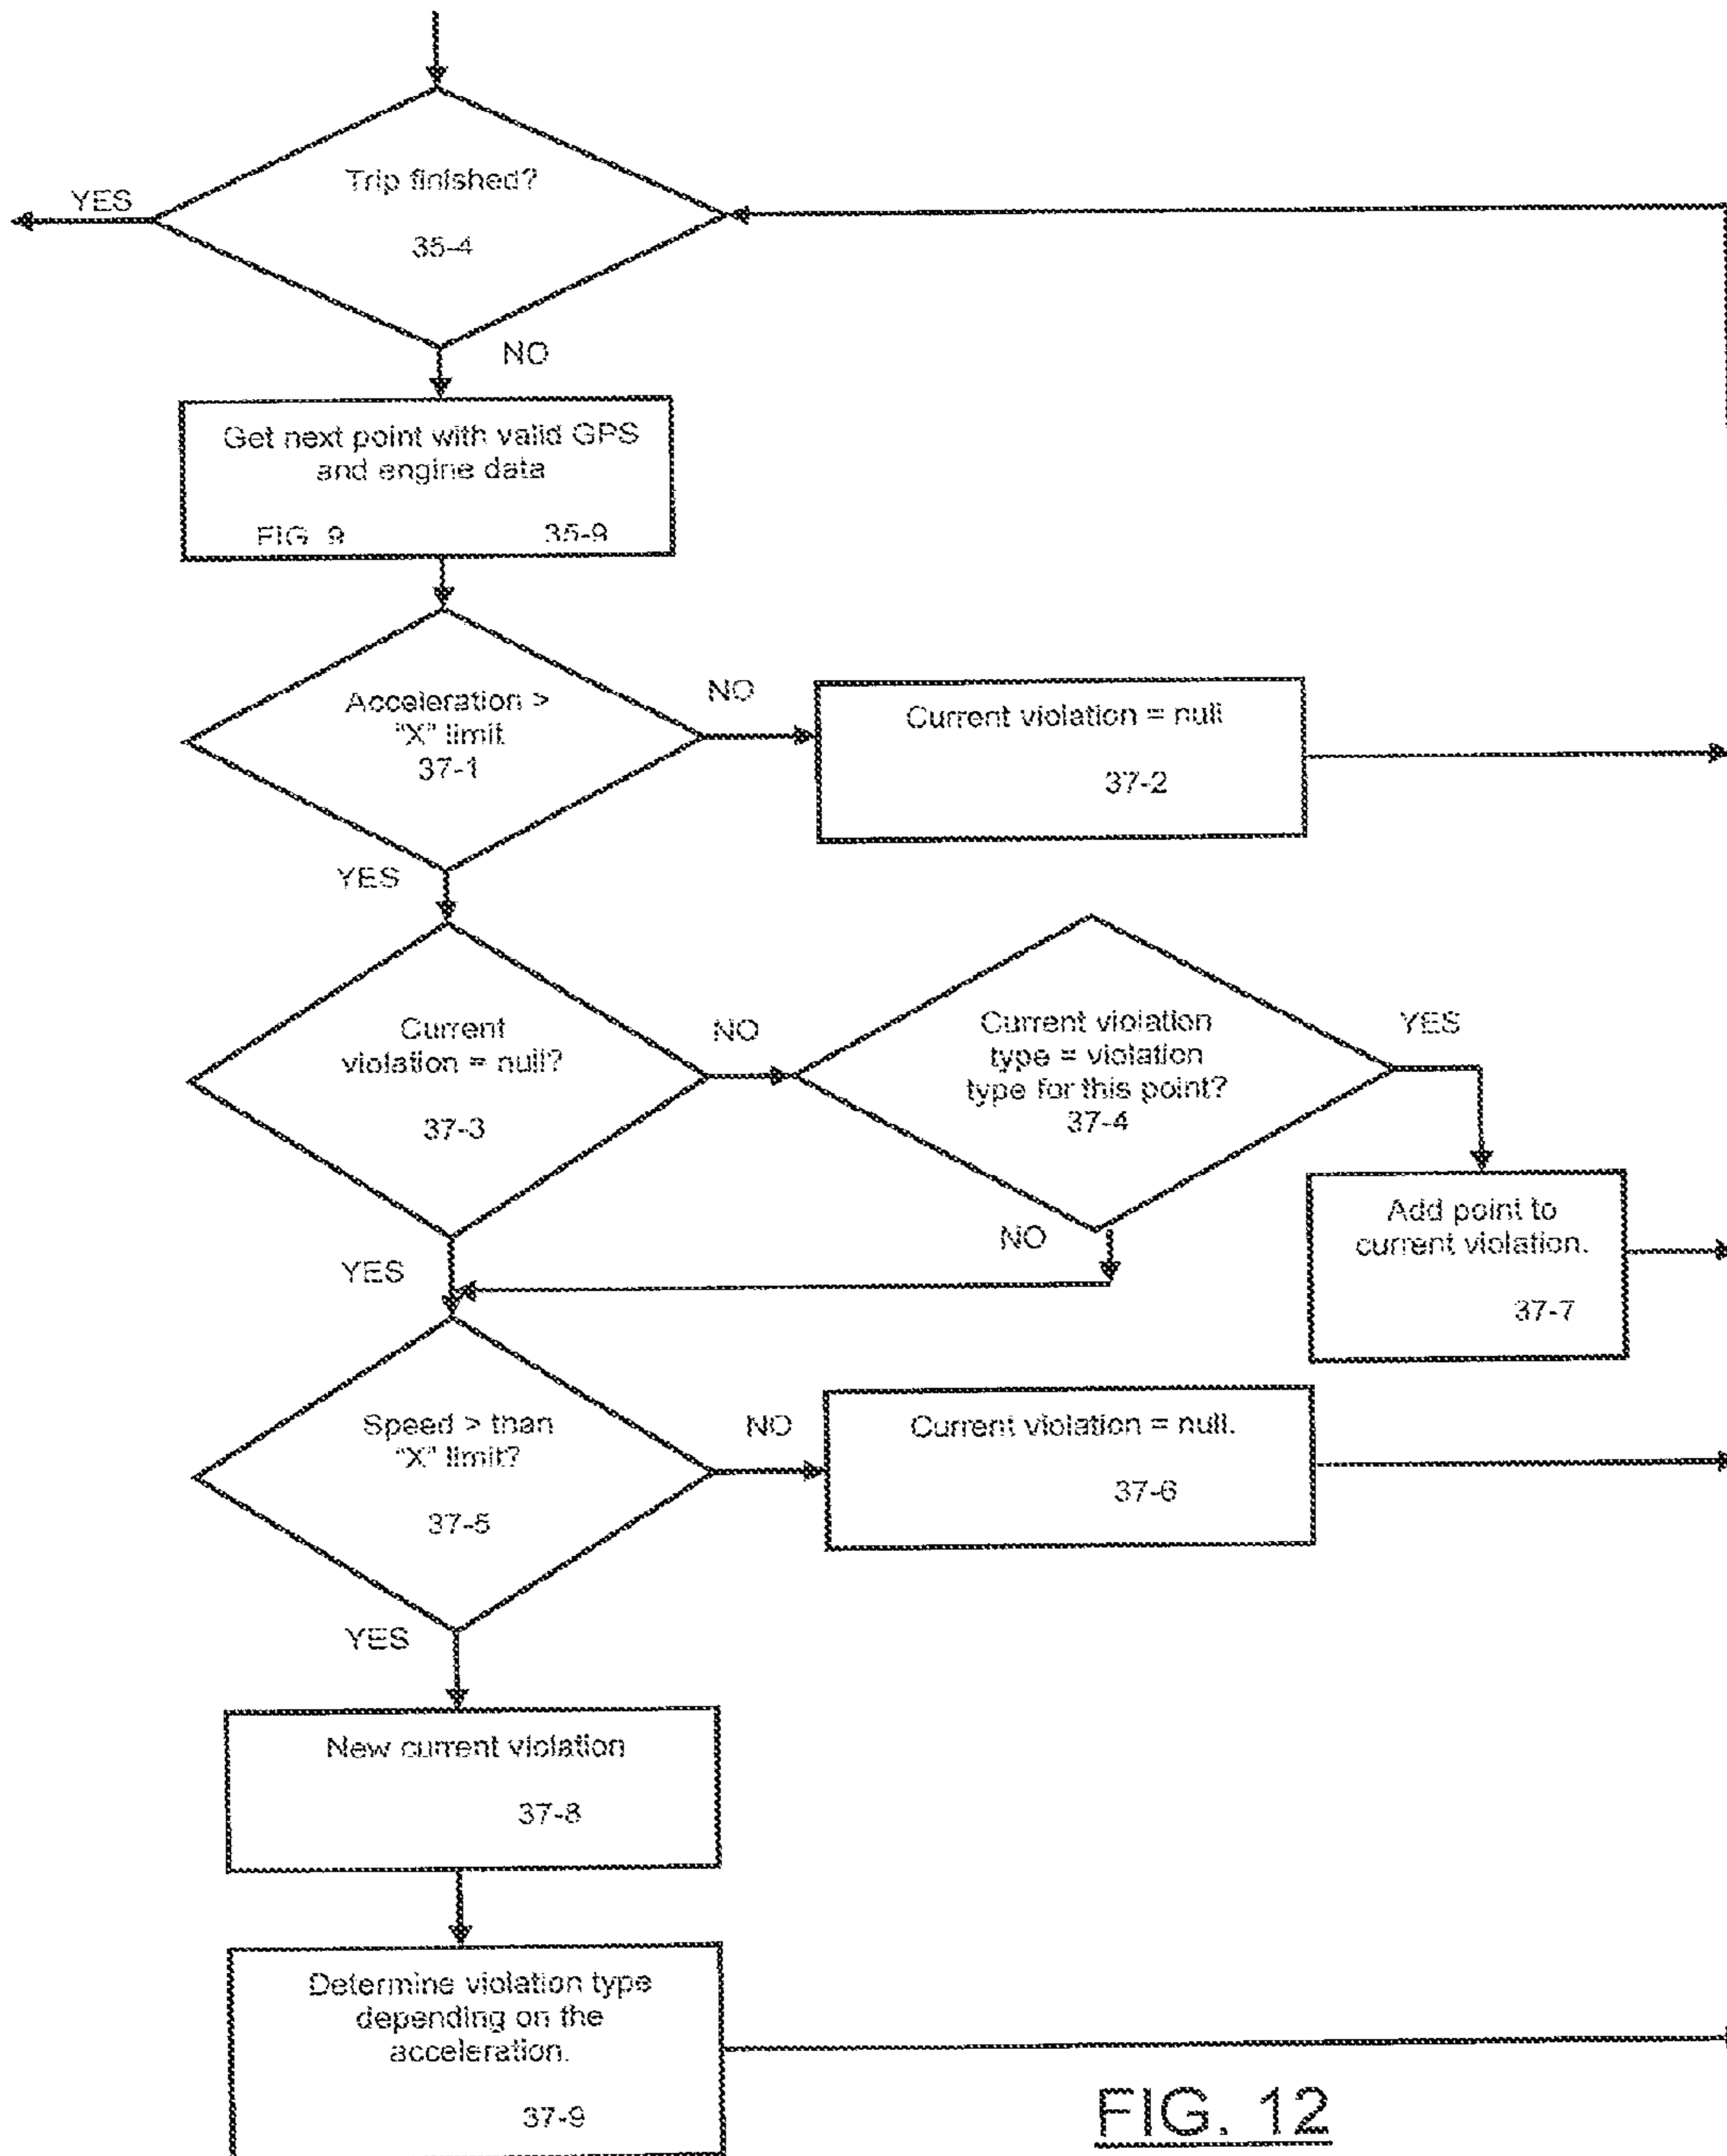 Trip finished?
YES
35-4
NO
Get next point with valid GPS
and engine data
FIG. 9 35-9
Acceleration >
"X" limit
37-1
NO
Current violation = null
37-2
YES
Current
violation = null?
37-3
NO
Current violation
type = violation
type for this point?
37-4
YES
Add point to
current violation.
37-7
NO
YES
Speed > than
"X" limit?
37-5
NO
Current violation = null.
37-6
YES
New current violation
37-8
Determine violation type
depending on the
acceleration.
37-9
FIG. 12